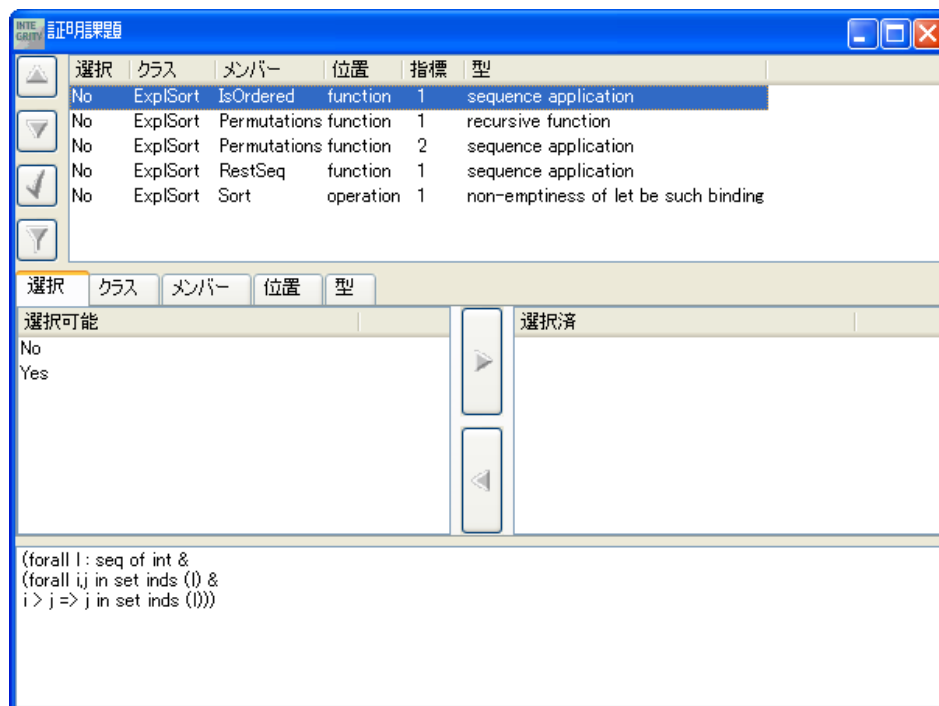 INTE
GRITY 証明課題
選択 クラス メンバー 位置 指標 型
No ExplSort IsOrdered function 1 sequence application
No ExplSort Permutations function 1 recursive function
No ExplSort Permutations function 2 sequence application
No ExplSort RestSeq function 1 sequence application
No ExplSort Sort operation 1 non-emptiness of let be such binding
選択 クラス メンバー 位置 型
選択可能 選択済
No
Yes
(forall l : seq of int &
(forall i,j in set inds (l) &
i > j => j in set inds (l)))